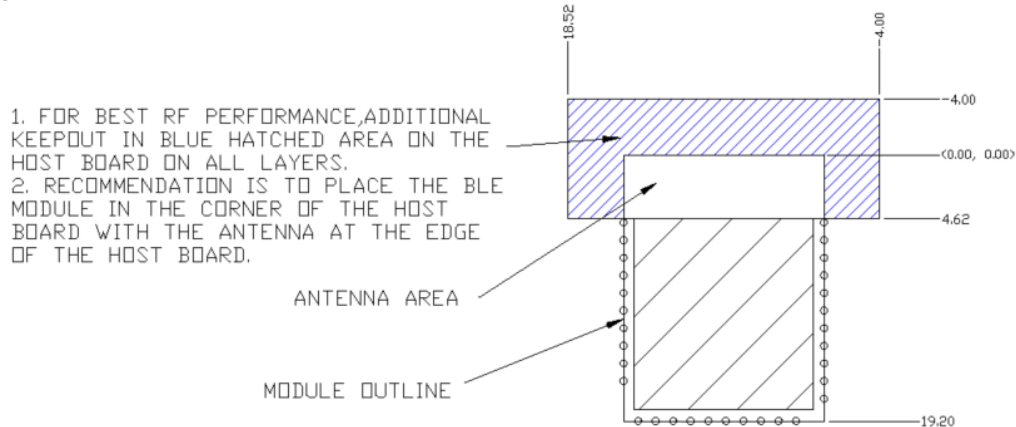 18.52
-4.00
1. FOR BEST RF PERFORMANCE,ADDITIONAL
KEEPOUT IN BLUE HATCHED AREA ON THE
HOST BOARD ON ALL LAYERS.
2. RECOMMENDATION IS TO PLACE THE BLE
MODULE IN THE CORNER OF THE HOST
BOARD WITH THE ANTENNA AT THE EDGE
OF THE HOST BOARD.
-4.00
(0.00, 0.00)
4.62
ANTENNA AREA
MODULE OUTLINE
19.20